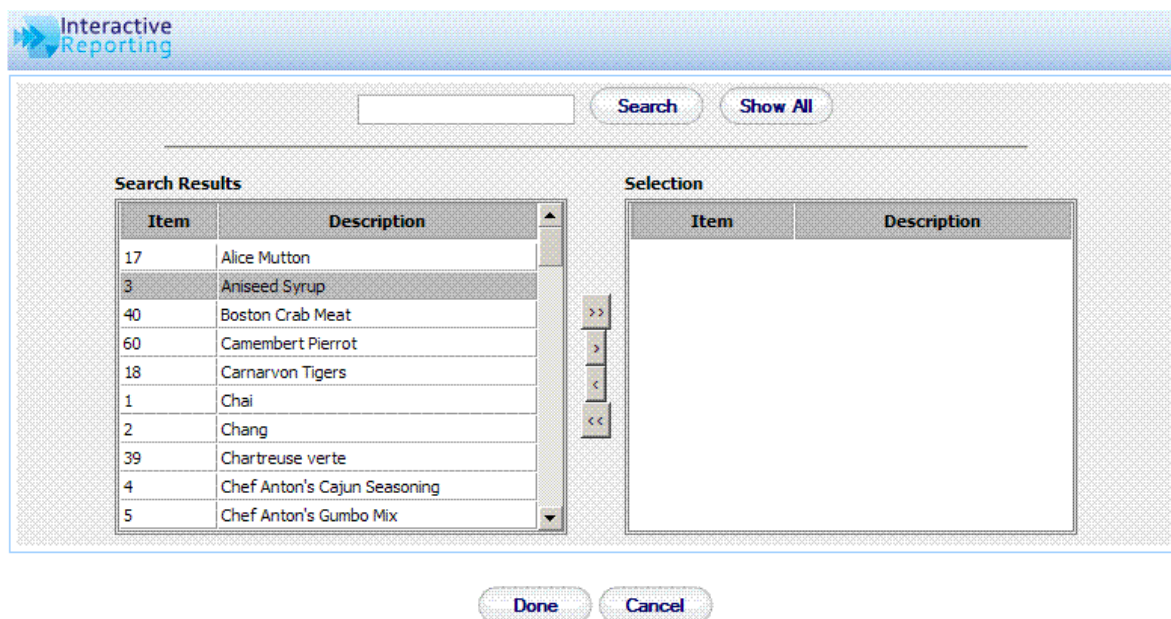 Interactive
Reporting
Search Show All
Search Results
Item Description
17 Alice Mutton
3 Aniseed Syrup
40 Boston Crab Meat
60 Camembert Pierrot
18 Carnarvon Tigers
1 Chai
2 Chang
39 Chartreuse verte
4 Chef Anton's Cajun Seasoning
5 Chef Anton's Gumbo Mix
>>
>
<
<<
Selection
Item Description
Done Cancel